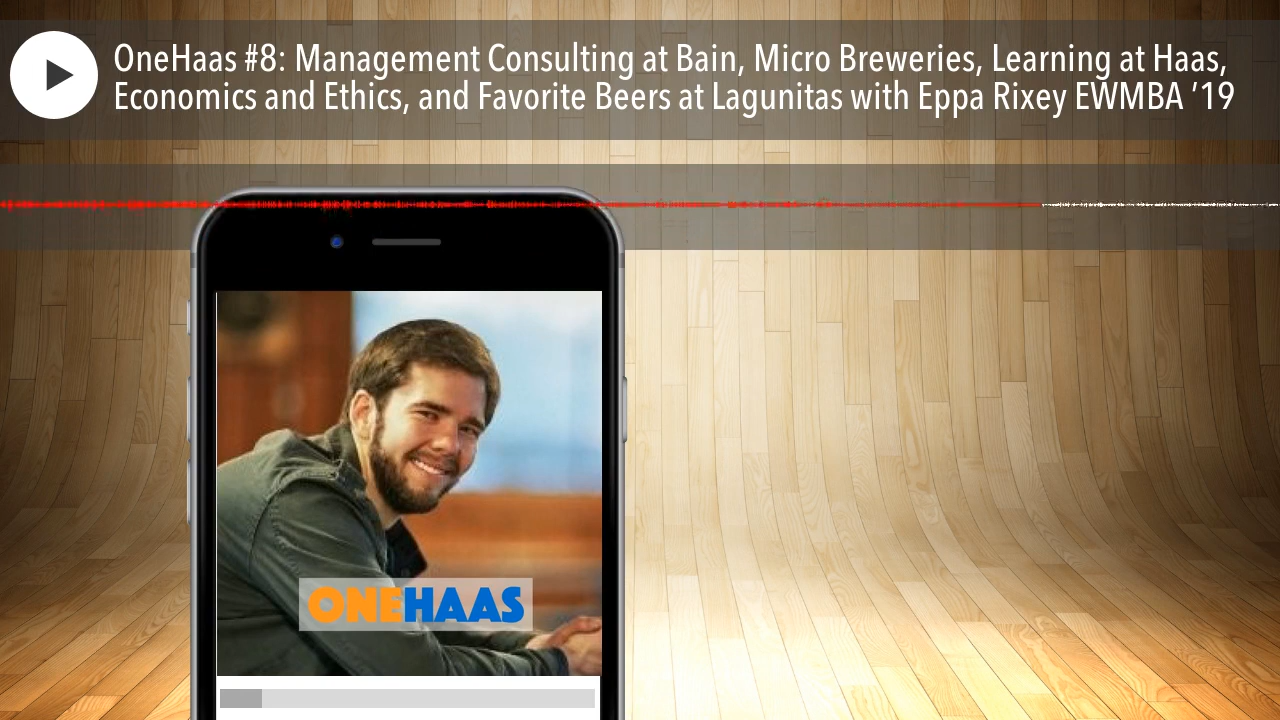 OneHaas #8: Management Consulting at Bain, Micro Breweries, Learning at Haas,
Economics and Ethics, and Favorite Beers at Lagunitas with Eppa Rixey EWMBA ’19
ONEHAAS